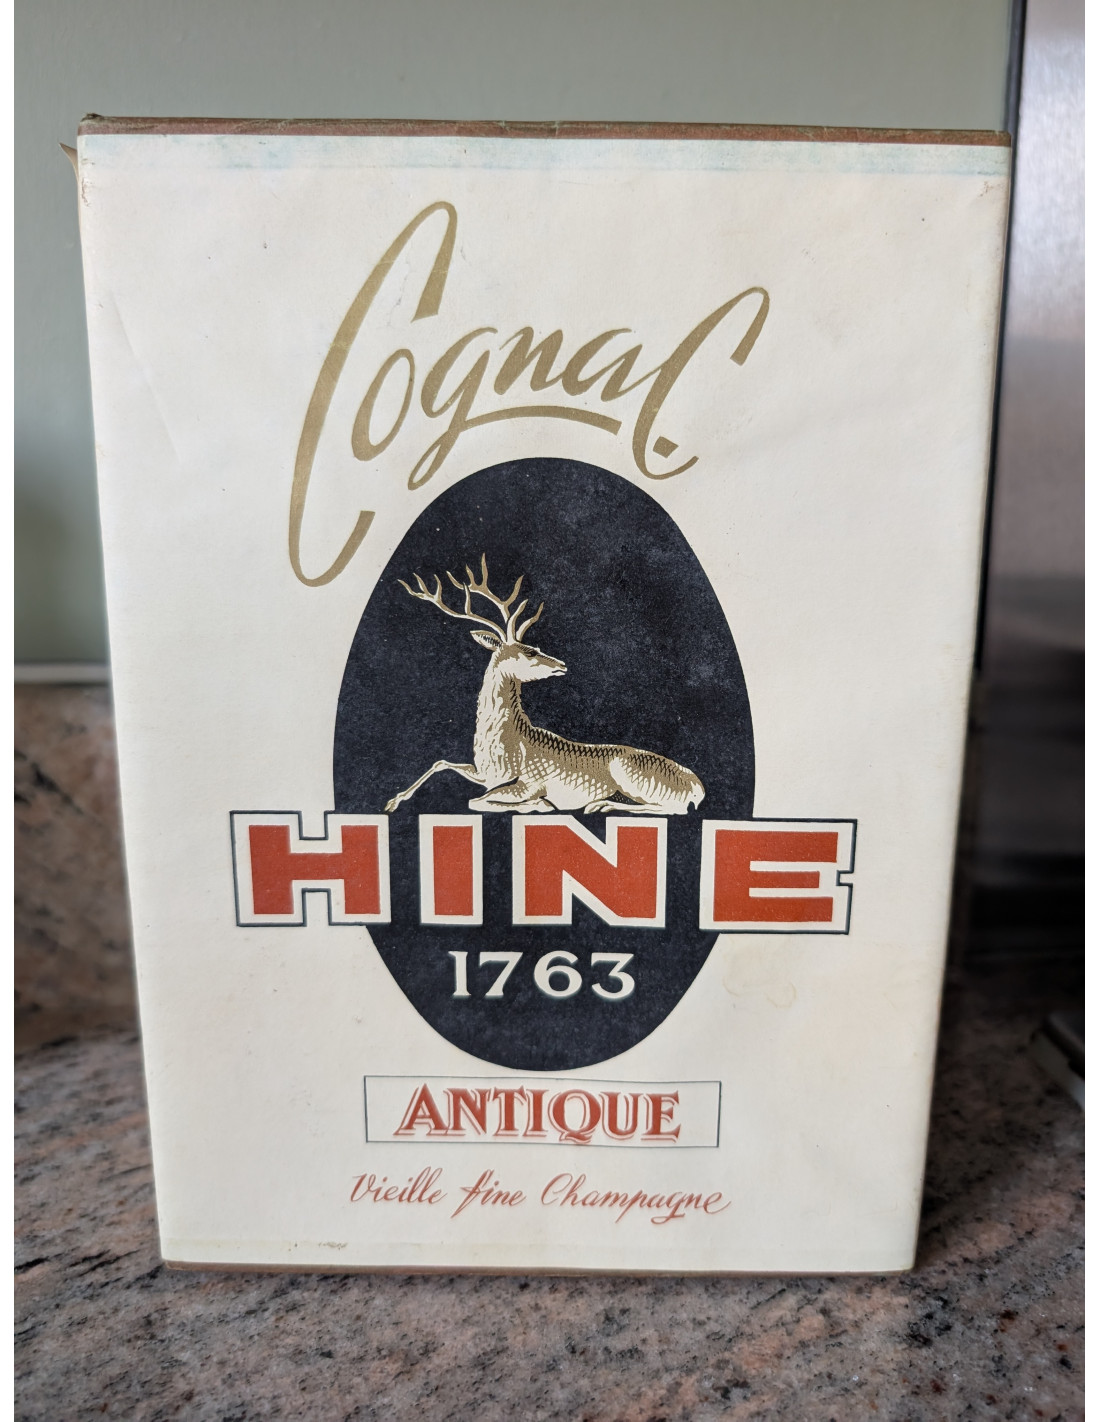 Cognac
HINE
1763
ANTIQUE
Vieille fine Champagne